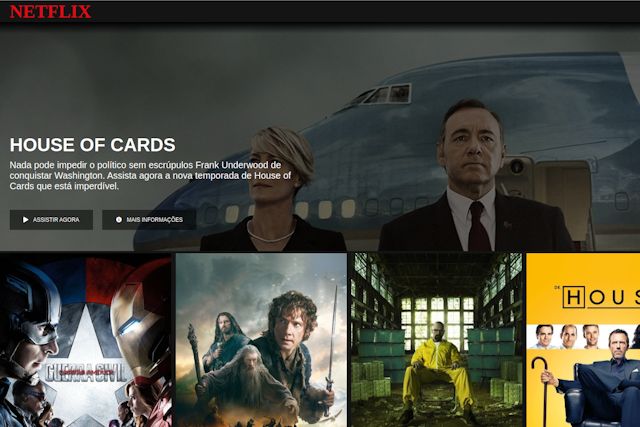 NETFLIX
HOUSE OF CARDS
Nada pode impedir o político sem escrúpulos Frank Underwood de
conquistar Washington. Assista agora a nova temporada de House of
Cards que está imperdível.
ASSISTIR AGORA
MAIS INFORMAÇÕES
GUERRA CIVIL
DE
HOUS